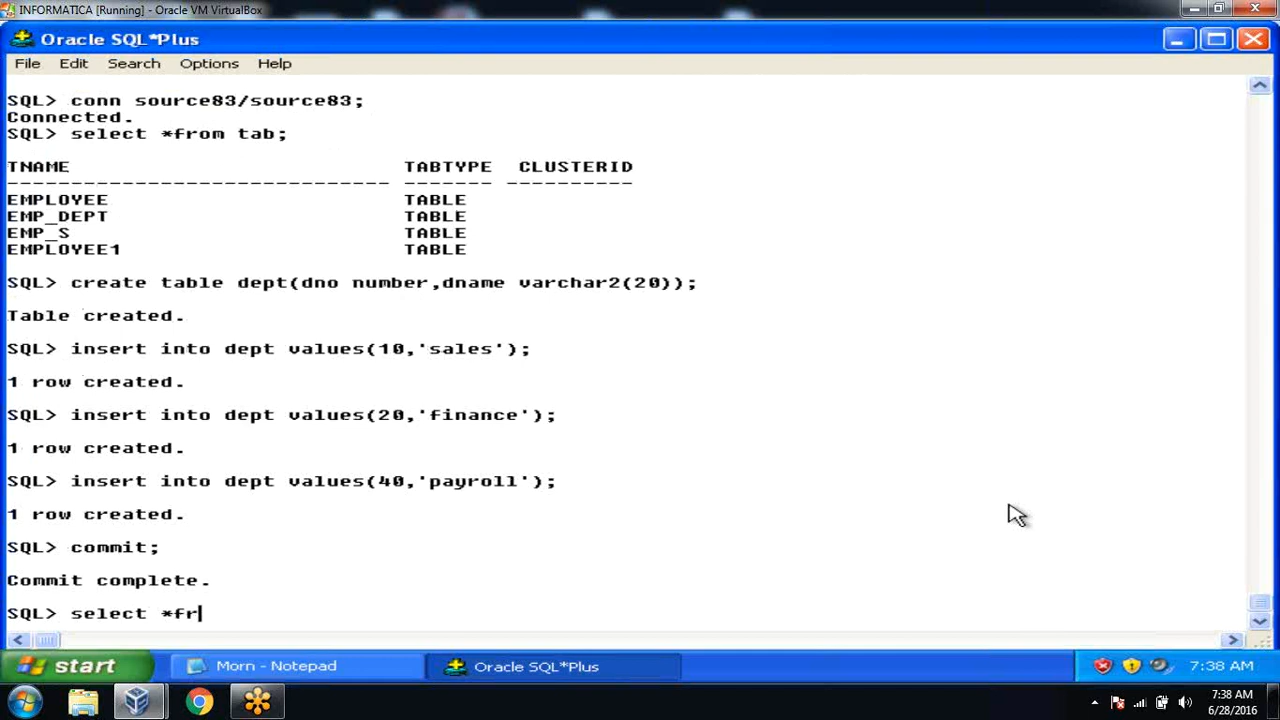 INFORMATICA [Running] - Oracle VM VirtualBox
Oracle SQL*Plus
File Edit Search Options Help
SQL> conn source83/source83;
Connected.
SQL> select *from tab;
TNAME TABTYPE CLUSTERID
------------------------------ ------- ----------
EMPLOYEE TABLE
EMP_DEPT TABLE
EMP_S TABLE
EMPLOYEE1 TABLE
SQL> create table dept(dno number,dname varchar2(20));
Table created.
SQL> insert into dept values(10,'sales');
1 row created.
SQL> insert into dept values(20,'finance');
1 row created.
SQL> insert into dept values(40,'payroll');
1 row created.
SQL> commit;
Commit complete.
SQL> select *fr
start Morn - Notepad Oracle SQL*Plus 7:38 AM
7:38 AM
6/28/2016